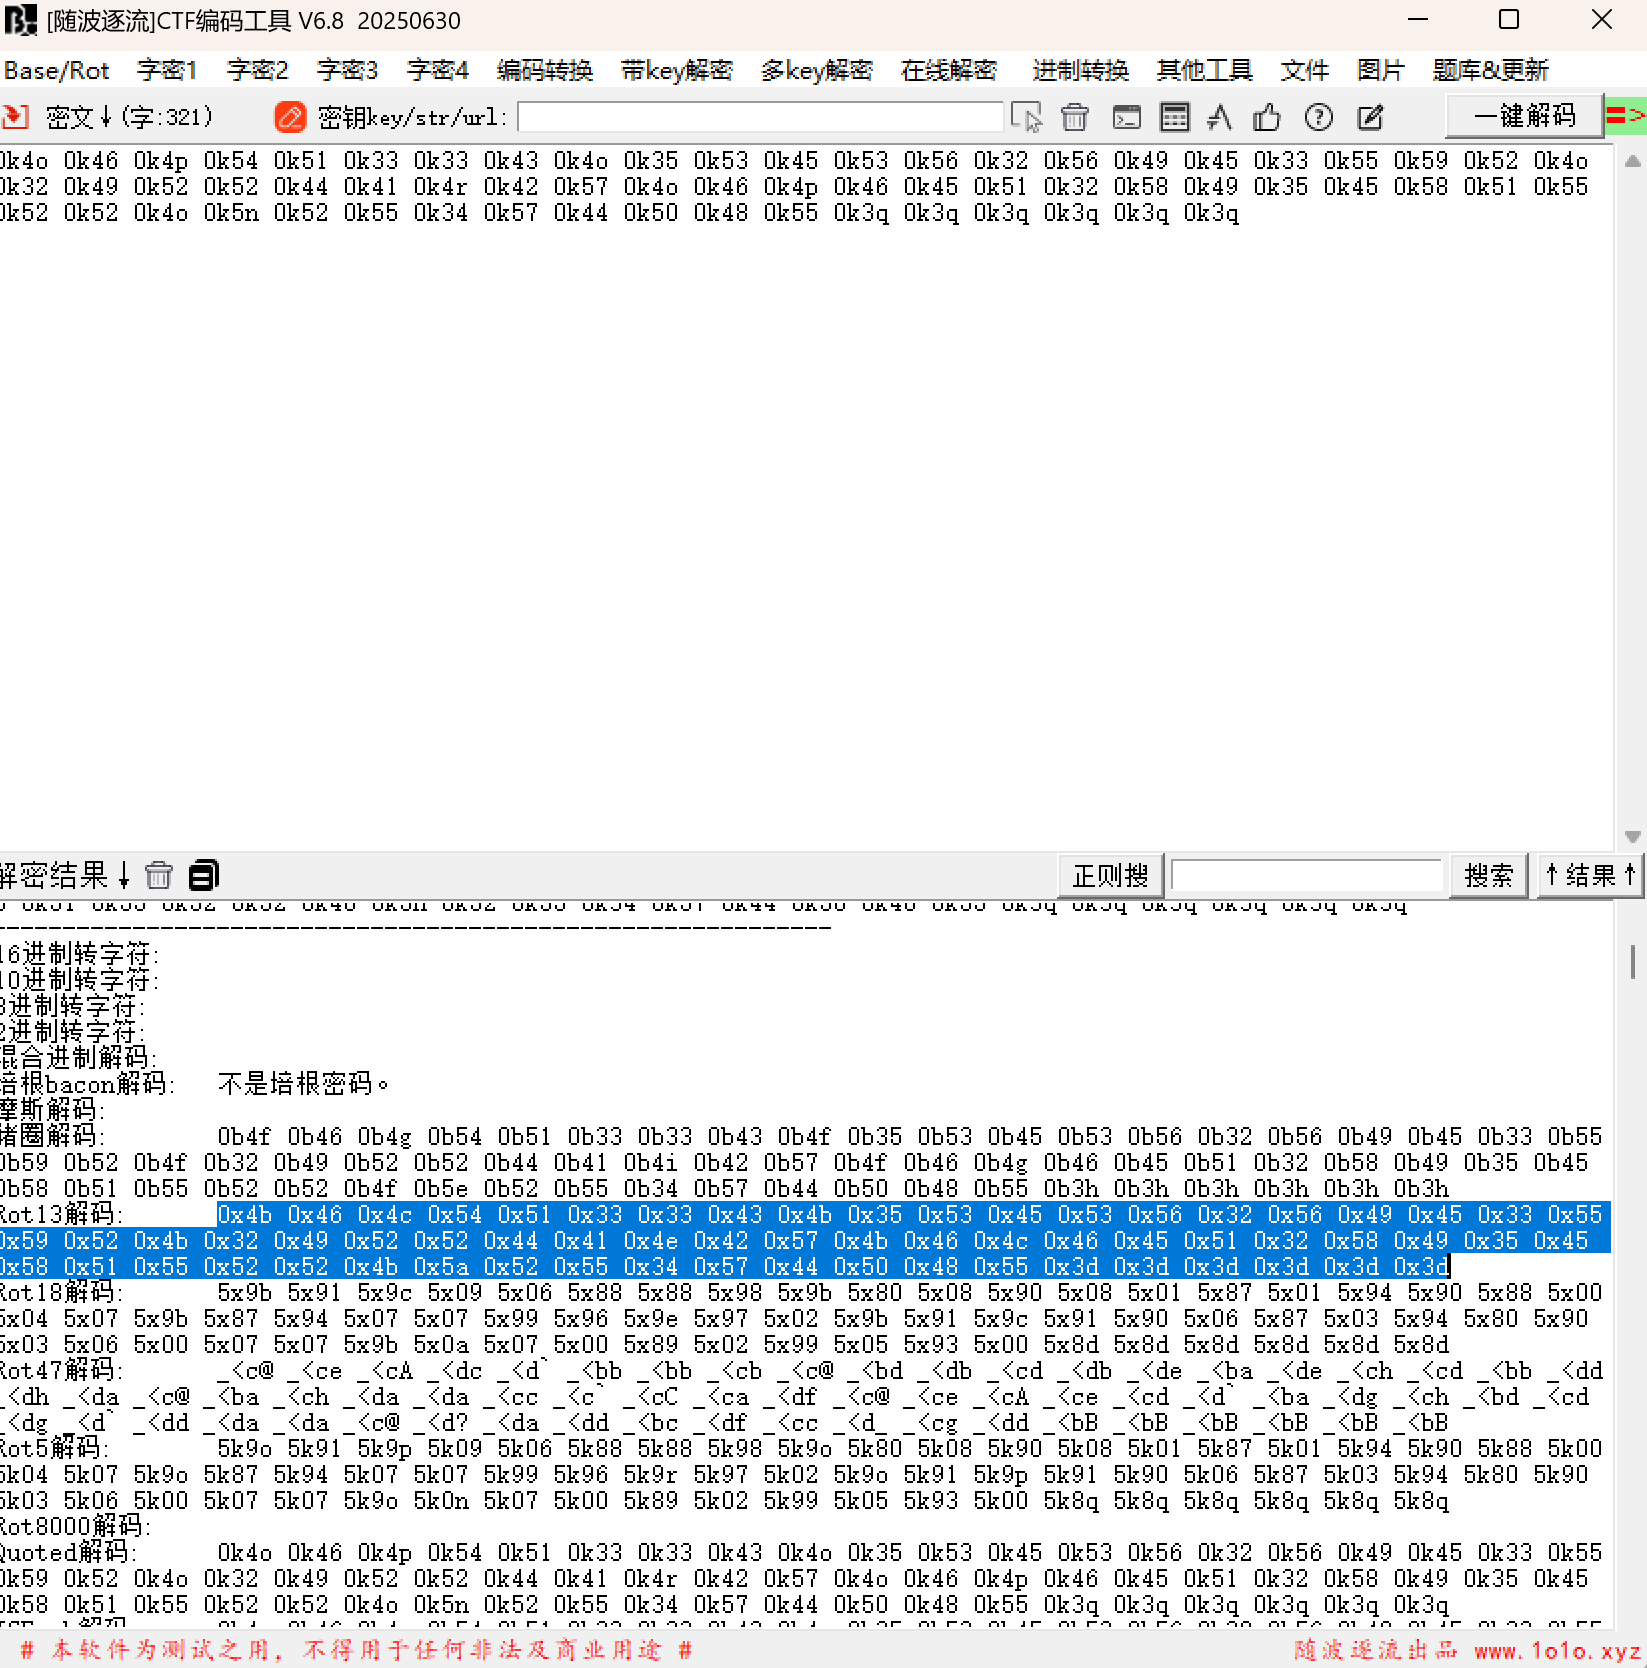 [随波逐流]CTF编码工具 V6.8  20250630
Base/Rot 字密1 字密2 字密3 字密4 编码转换 带key解密 多key解密 在线解密 进制转换 其他工具 文件 图片 题库&更新
密文↓(字:321) 密钥key/str/url: 一键解码 =>
0k4o 0k46 0k4p 0k54 0k51 0k33 0k33 0k43 0k4o 0k35 0k53 0k45 0k53 0k56 0k32 0k56 0k49 0k45 0k33 0k55 0k59 0k52 0k4o
0k32 0k49 0k52 0k52 0k44 0k41 0k4r 0k42 0k57 0k4o 0k46 0k4p 0k46 0k45 0k51 0k32 0k58 0k49 0k35 0k45 0k58 0k51 0k55
0k52 0k52 0k4o 0k5n 0k52 0k55 0k34 0k57 0k44 0k50 0k48 0k55 0k3q 0k3q 0k3q 0k3q 0k3q 0k3q
解密结果↓ 正则搜 搜索 ↑结果↑
0k51 0k55 0k52 0k52 0k4o 0k5n 0k52 0k55 0k34 0k57 0k44 0k50 0k48 0k55 0k3q 0k3q 0k3q 0k3q 0k3q 0k3q
------------------------------------------------------------
16进制转字符:
10进制转字符:
8进制转字符:
2进制转字符:
混合进制解码:
培根bacon解码: 不是培根密码。
摩斯解码:
猪圈解码: 0b4f 0b46 0b4g 0b54 0b51 0b33 0b33 0b43 0b4f 0b35 0b53 0b45 0b53 0b56 0b32 0b56 0b49 0b45 0b33 0b55
0b59 0b52 0b4f 0b32 0b49 0b52 0b52 0b44 0b41 0b4i 0b42 0b57 0b4f 0b46 0b4g 0b46 0b45 0b51 0b32 0b58 0b49 0b35 0b45
0b58 0b51 0b55 0b52 0b52 0b4f 0b5e 0b52 0b55 0b34 0b57 0b44 0b50 0b48 0b55 0b3h 0b3h 0b3h 0b3h 0b3h 0b3h
Rot13解码: 0x4b 0x46 0x4c 0x54 0x51 0x33 0x33 0x43 0x4b 0x35 0x53 0x45 0x53 0x56 0x32 0x56 0x49 0x45 0x33 0x55
0x59 0x52 0x4b 0x32 0x49 0x52 0x52 0x44 0x41 0x4e 0x42 0x57 0x4b 0x46 0x4c 0x46 0x45 0x51 0x32 0x58 0x49 0x35 0x45
0x58 0x51 0x55 0x52 0x52 0x4b 0x5a 0x52 0x55 0x34 0x57 0x44 0x50 0x48 0x55 0x3d 0x3d 0x3d 0x3d 0x3d 0x3d
Rot18解码: 5x9b 5x91 5x9c 5x09 5x06 5x88 5x88 5x98 5x9b 5x80 5x08 5x90 5x08 5x01 5x87 5x01 5x94 5x90 5x88 5x00
5x04 5x07 5x9b 5x87 5x94 5x07 5x07 5x99 5x96 5x9e 5x97 5x02 5x9b 5x91 5x9c 5x91 5x90 5x06 5x87 5x03 5x94 5x80 5x90
5x03 5x06 5x00 5x07 5x07 5x9b 5x0a 5x07 5x00 5x89 5x02 5x99 5x05 5x93 5x00 5x8d 5x8d 5x8d 5x8d 5x8d 5x8d
Rot47解码: _<c@ _<ce _<cA _<dc _<d` _<bb _<bb _<cb _<c@ _<bd _<db _<cd _<db _<de _<ba _<de _<ch _<cd _<bb _<dd
_<dh _<da _<c@ _<ba _<ch _<da _<da _<cc _<c` _<cC _<ca _<df _<c@ _<ce _<cA _<ce _<cd _<d` _<ba _<dg _<ch _<bd _<cd
_<dg _<d` _<dd _<da _<da _<c@ _<d? _<da _<dd _<bc _<df _<cc _<d_ _<cg _<dd _<bB _<bB _<bB _<bB _<bB _<bB
Rot5解码: 5k9o 5k91 5k9p 5k09 5k06 5k88 5k88 5k98 5k9o 5k80 5k08 5k90 5k08 5k01 5k87 5k01 5k94 5k90 5k88 5k00
5k04 5k07 5k9o 5k87 5k94 5k07 5k07 5k99 5k96 5k9r 5k97 5k02 5k9o 5k91 5k9p 5k91 5k90 5k06 5k87 5k03 5k94 5k80 5k90
5k03 5k06 5k00 5k07 5k07 5k9o 5k0n 5k07 5k00 5k89 5k02 5k99 5k05 5k93 5k00 5k8q 5k8q 5k8q 5k8q 5k8q 5k8q
Rot8000解码:
Quoted解码: 0k4o 0k46 0k4p 0k54 0k51 0k33 0k33 0k43 0k4o 0k35 0k53 0k45 0k53 0k56 0k32 0k56 0k49 0k45 0k33 0k55
0k59 0k52 0k4o 0k32 0k49 0k52 0k52 0k44 0k41 0k4r 0k42 0k57 0k4o 0k46 0k4p 0k46 0k45 0k51 0k32 0k58 0k49 0k35 0k45
0k58 0k51 0k55 0k52 0k52 0k4o 0k5n 0k52 0k55 0k34 0k57 0k44 0k50 0k48 0k55 0k3q 0k3q 0k3q 0k3q 0k3q 0k3q
# 本软件为测试之用，不得用于任何非法及商业用途 # 随波逐流出品 www.1o1o.xyz